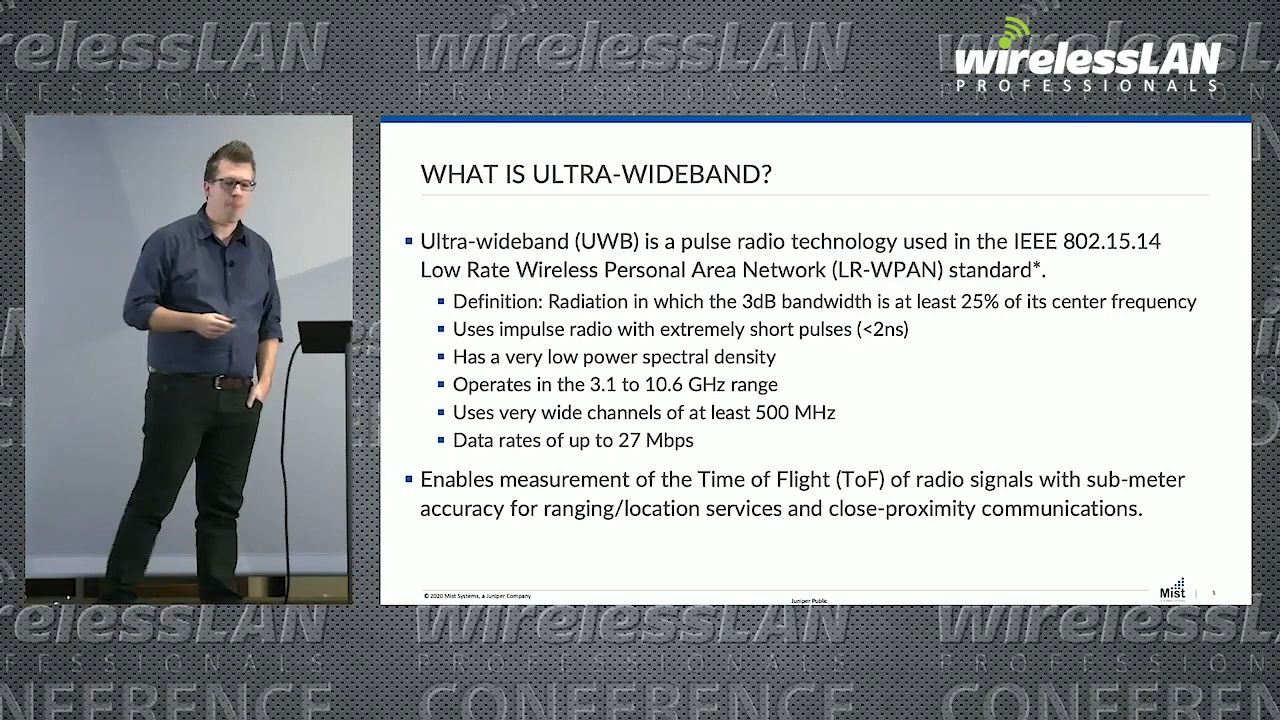 wirelessLAN
PROFESSIONALS
WHAT IS ULTRA-WIDEBAND?
Ultra-wideband (UWB) is a pulse radio technology used in the IEEE 802.15.14
Low Rate Wireless Personal Area Network (LR-WPAN) standard*.
Definition: Radiation in which the 3dB bandwidth is at least 25% of its center frequency
Uses impulse radio with extremely short pulses (<2ns)
Has a very low power spectral density
Operates in the 3.1 to 10.6 GHz range
Uses very wide channels of at least 500 MHz
Data rates of up to 27 Mbps
Enables measurement of the Time of Flight (ToF) of radio signals with sub-meter
accuracy for ranging/location services and close-proximity communications.
© 2020 Mist Systems, a Juniper Company
Juniper Public
Mist
5
elessLAN wirelessLAN wirelessL
CONFERENCE